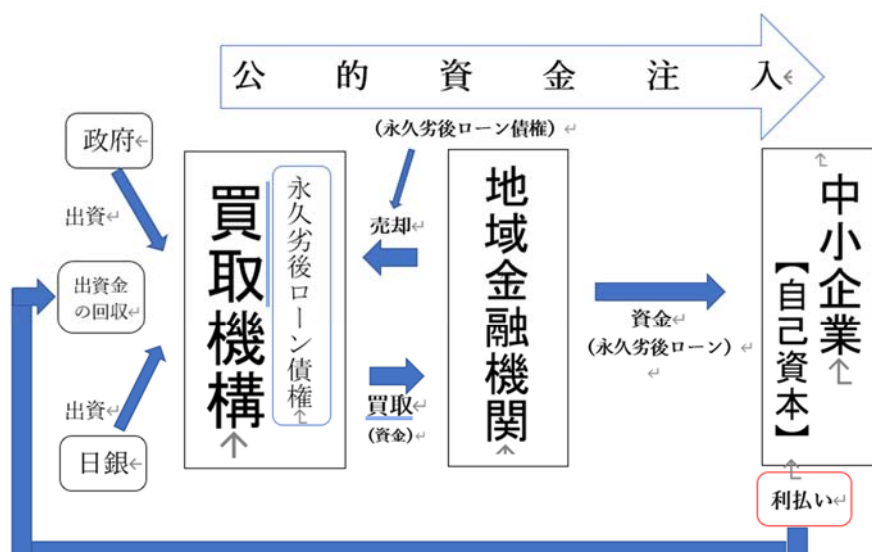 公的資金注入
政府
出資
出資金
の回収
出資
日銀
買取機構
永久劣後ローン債権
(永久劣後ローン債権)
売却
買取
(資金)
地域金融機関
資金
(永久劣後ローン)
中小企業
【自己資本】
利払い